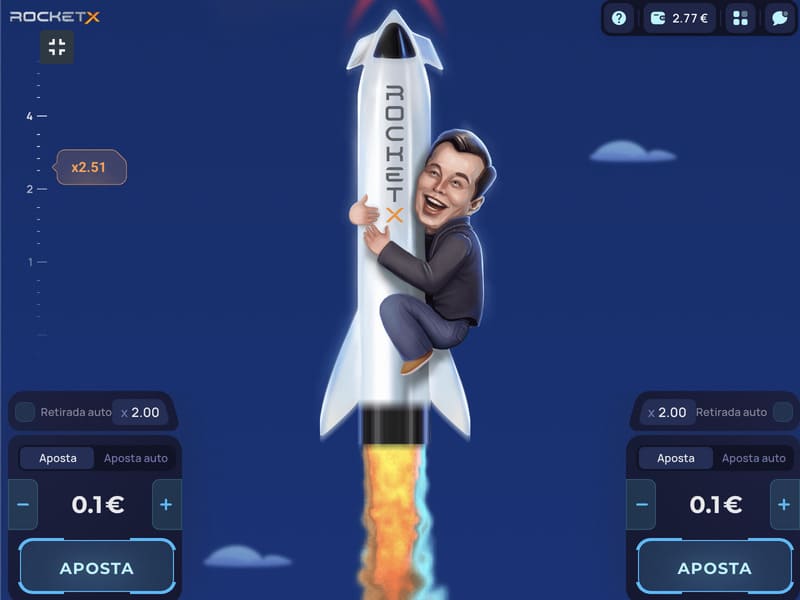 ROCKETX
2.77 €
4
x2.51
2
1
ROCKETX
Retirada auto
x 2.00
x 2.00
Retirada auto
Aposta
Aposta auto
Aposta
Aposta auto
−
0.1 €
+
−
0.1 €
+
APOSTA
APOSTA